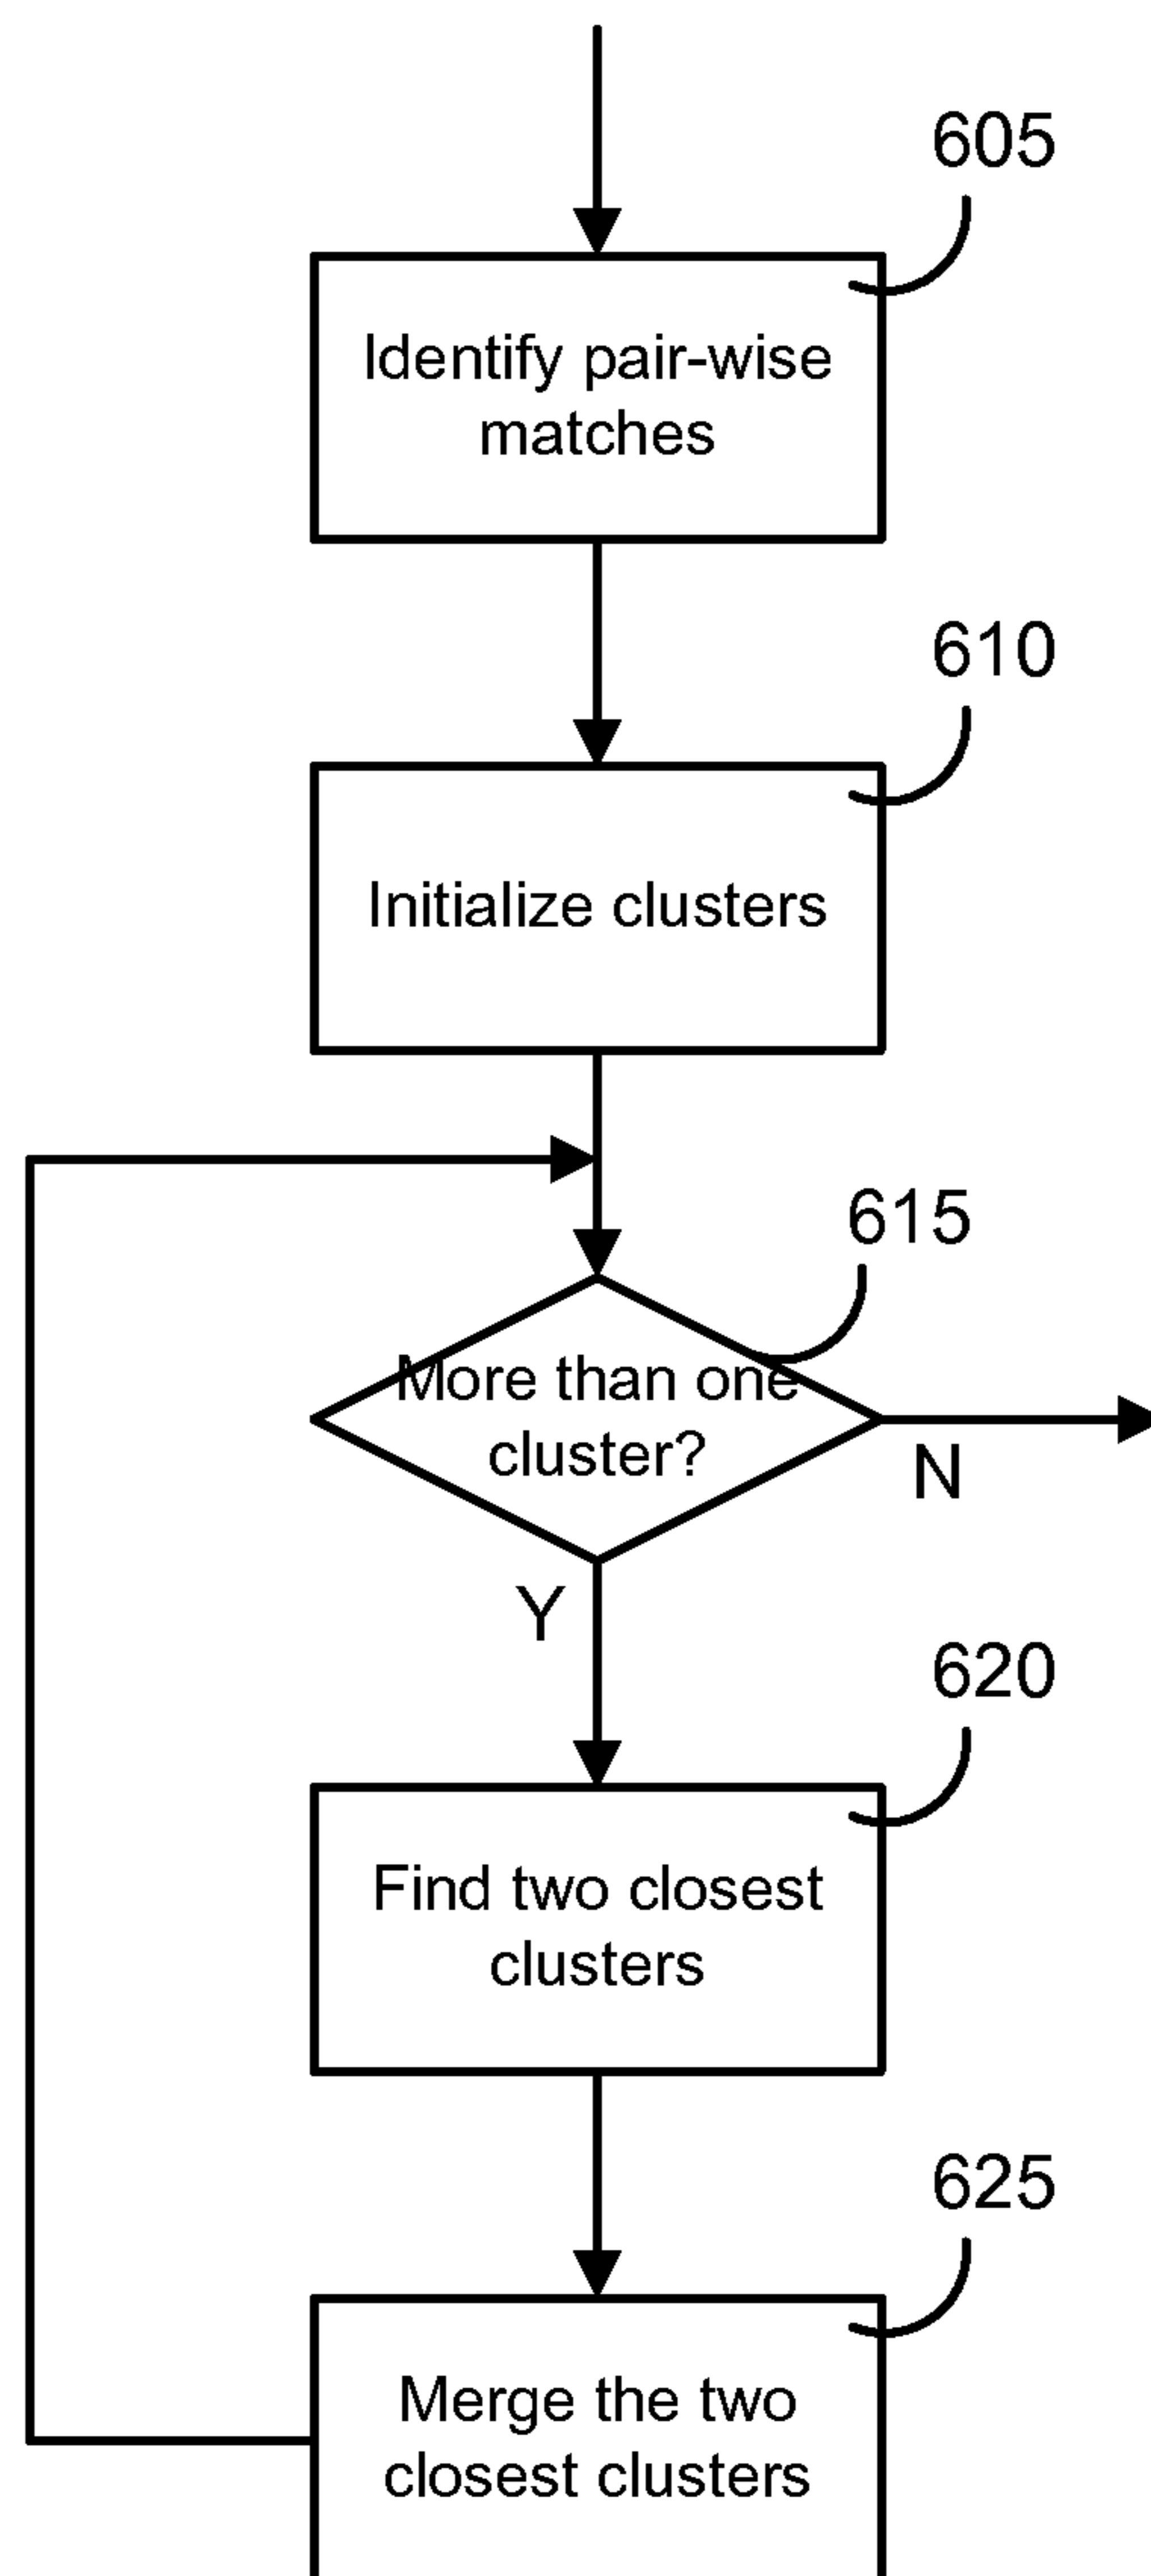 605
Identify pair-wise
matches
610
Initialize clusters
615
More than one
cluster?
N
Y
620
Find two closest
clusters
625
Merge the two
closest clusters